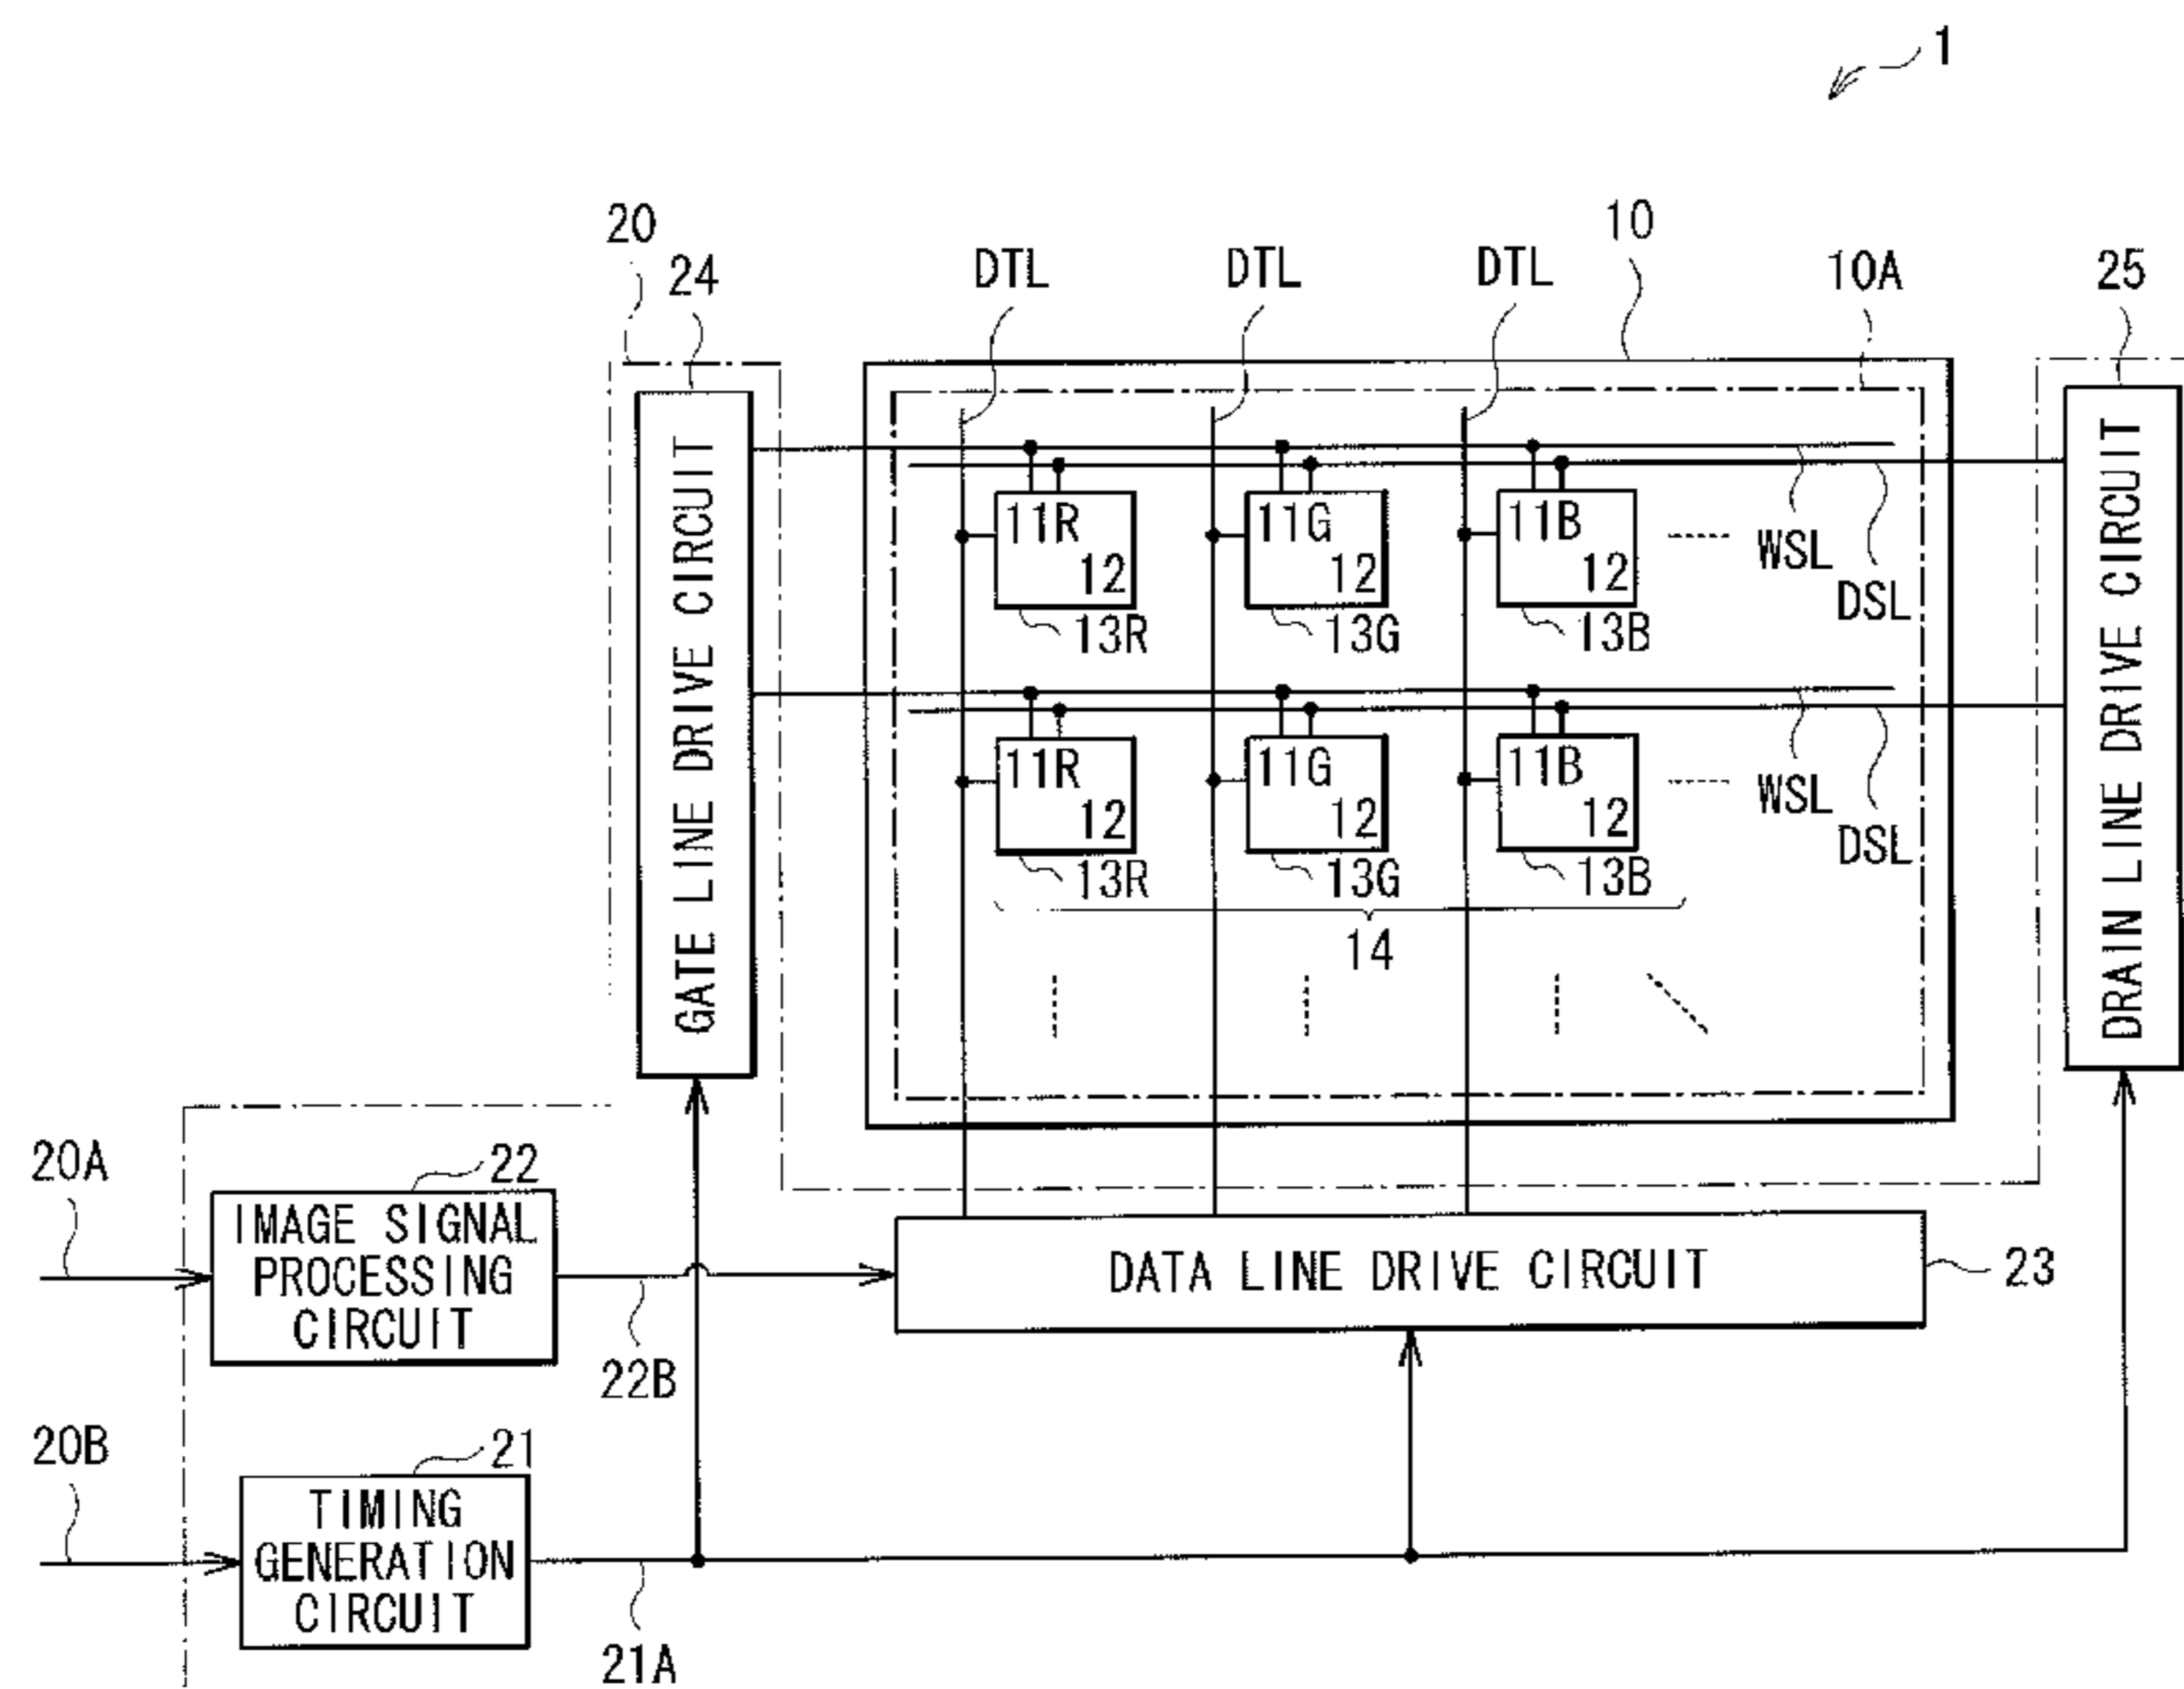 1
20
24
DTL
DTL
DTL
10
10A
25
GATE LINE DRIVE CIRCUIT
11R
12
13R
11G
12
13G
11B
12
13B
WSL
DSL
11R
12
13R
11G
12
13G
11B
12
13B
WSL
DSL
14
DRAIN LINE DRIVE CIRCUIT
20A
22
IMAGE SIGNAL
PROCESSING
CIRCUIT
22B
DATA LINE DRIVE CIRCUIT
23
20B
21
TIMING
GENERATION
CIRCUIT
21A